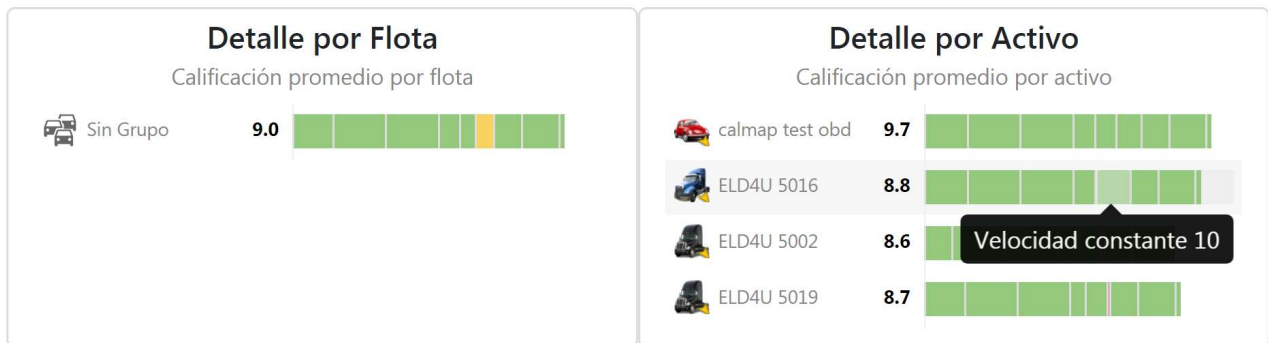 Detalle por Flota
Calificación promedio por flota
Sin Grupo 9.0
Detalle por Activo
Calificación promedio por activo
calmap test obd 9.7
ELD4U 5016 8.8
Velocidad constante 10
ELD4U 5002 8.6
ELD4U 5019 8.7